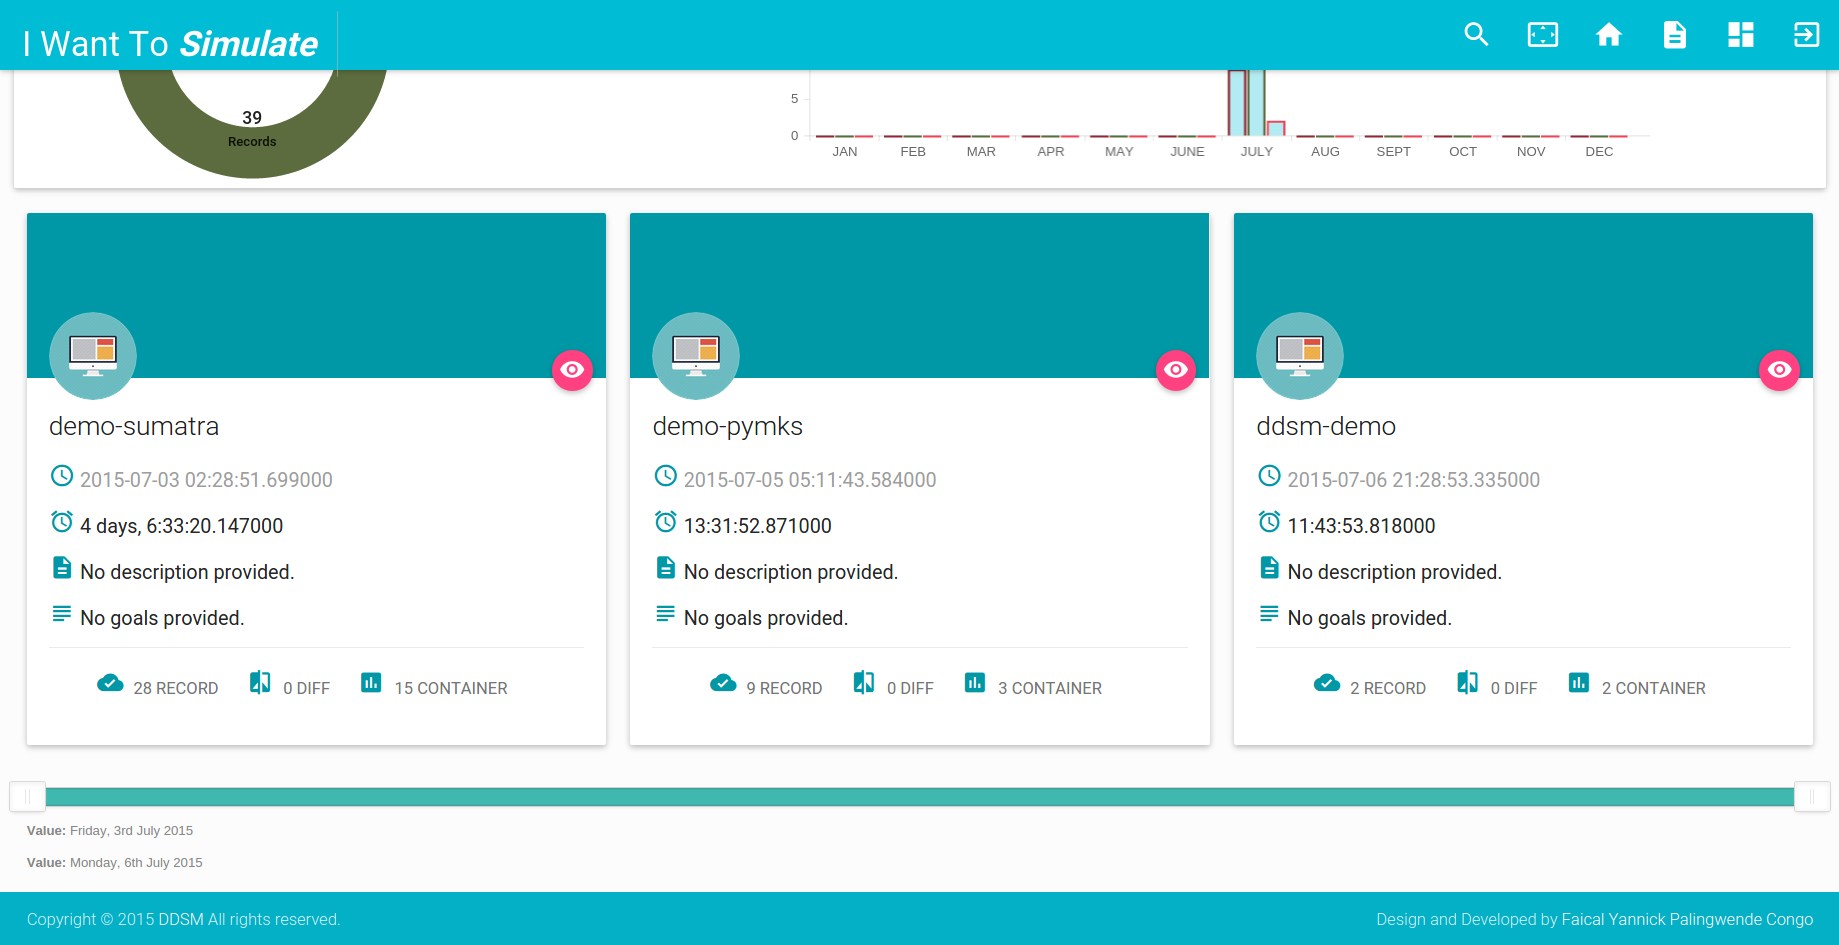 I Want To Simulate
39
Records
5
0
JAN FEB MAR APR MAY JUNE JULY AUG SEPT OCT NOV DEC
demo-sumatra
2015-07-03 02:28:51.699000
4 days, 6:33:20.147000
No description provided.
No goals provided.
28 RECORD 0 DIFF 15 CONTAINER
demo-pymks
2015-07-05 05:11:43.584000
13:31:52.871000
No description provided.
No goals provided.
9 RECORD 0 DIFF 3 CONTAINER
ddsm-demo
2015-07-06 21:28:53.335000
11:43:53.818000
No description provided.
No goals provided.
2 RECORD 0 DIFF 2 CONTAINER
Value: Friday, 3rd July 2015
Value: Monday, 6th July 2015
Copyright © 2015 DDSM All rights reserved.
Design and Developed by Faical Yannick Palingwende Congo